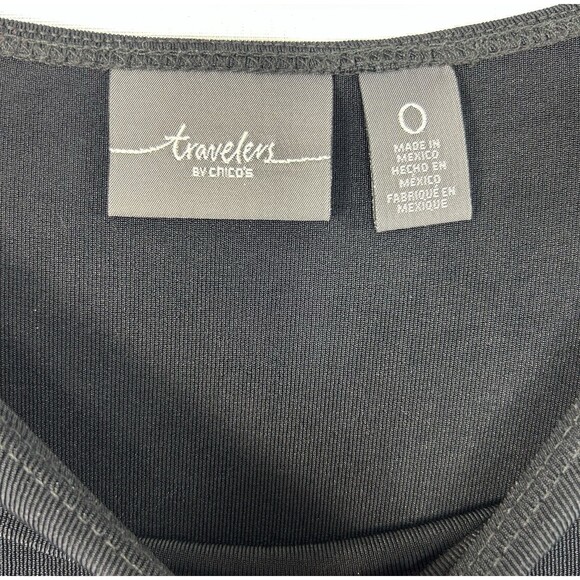 travelers
BY CHICO'S
0
MADE IN
MEXICO
HECHO EN
MÉXICO
FABRIQUÉ EN
MEXIQUE